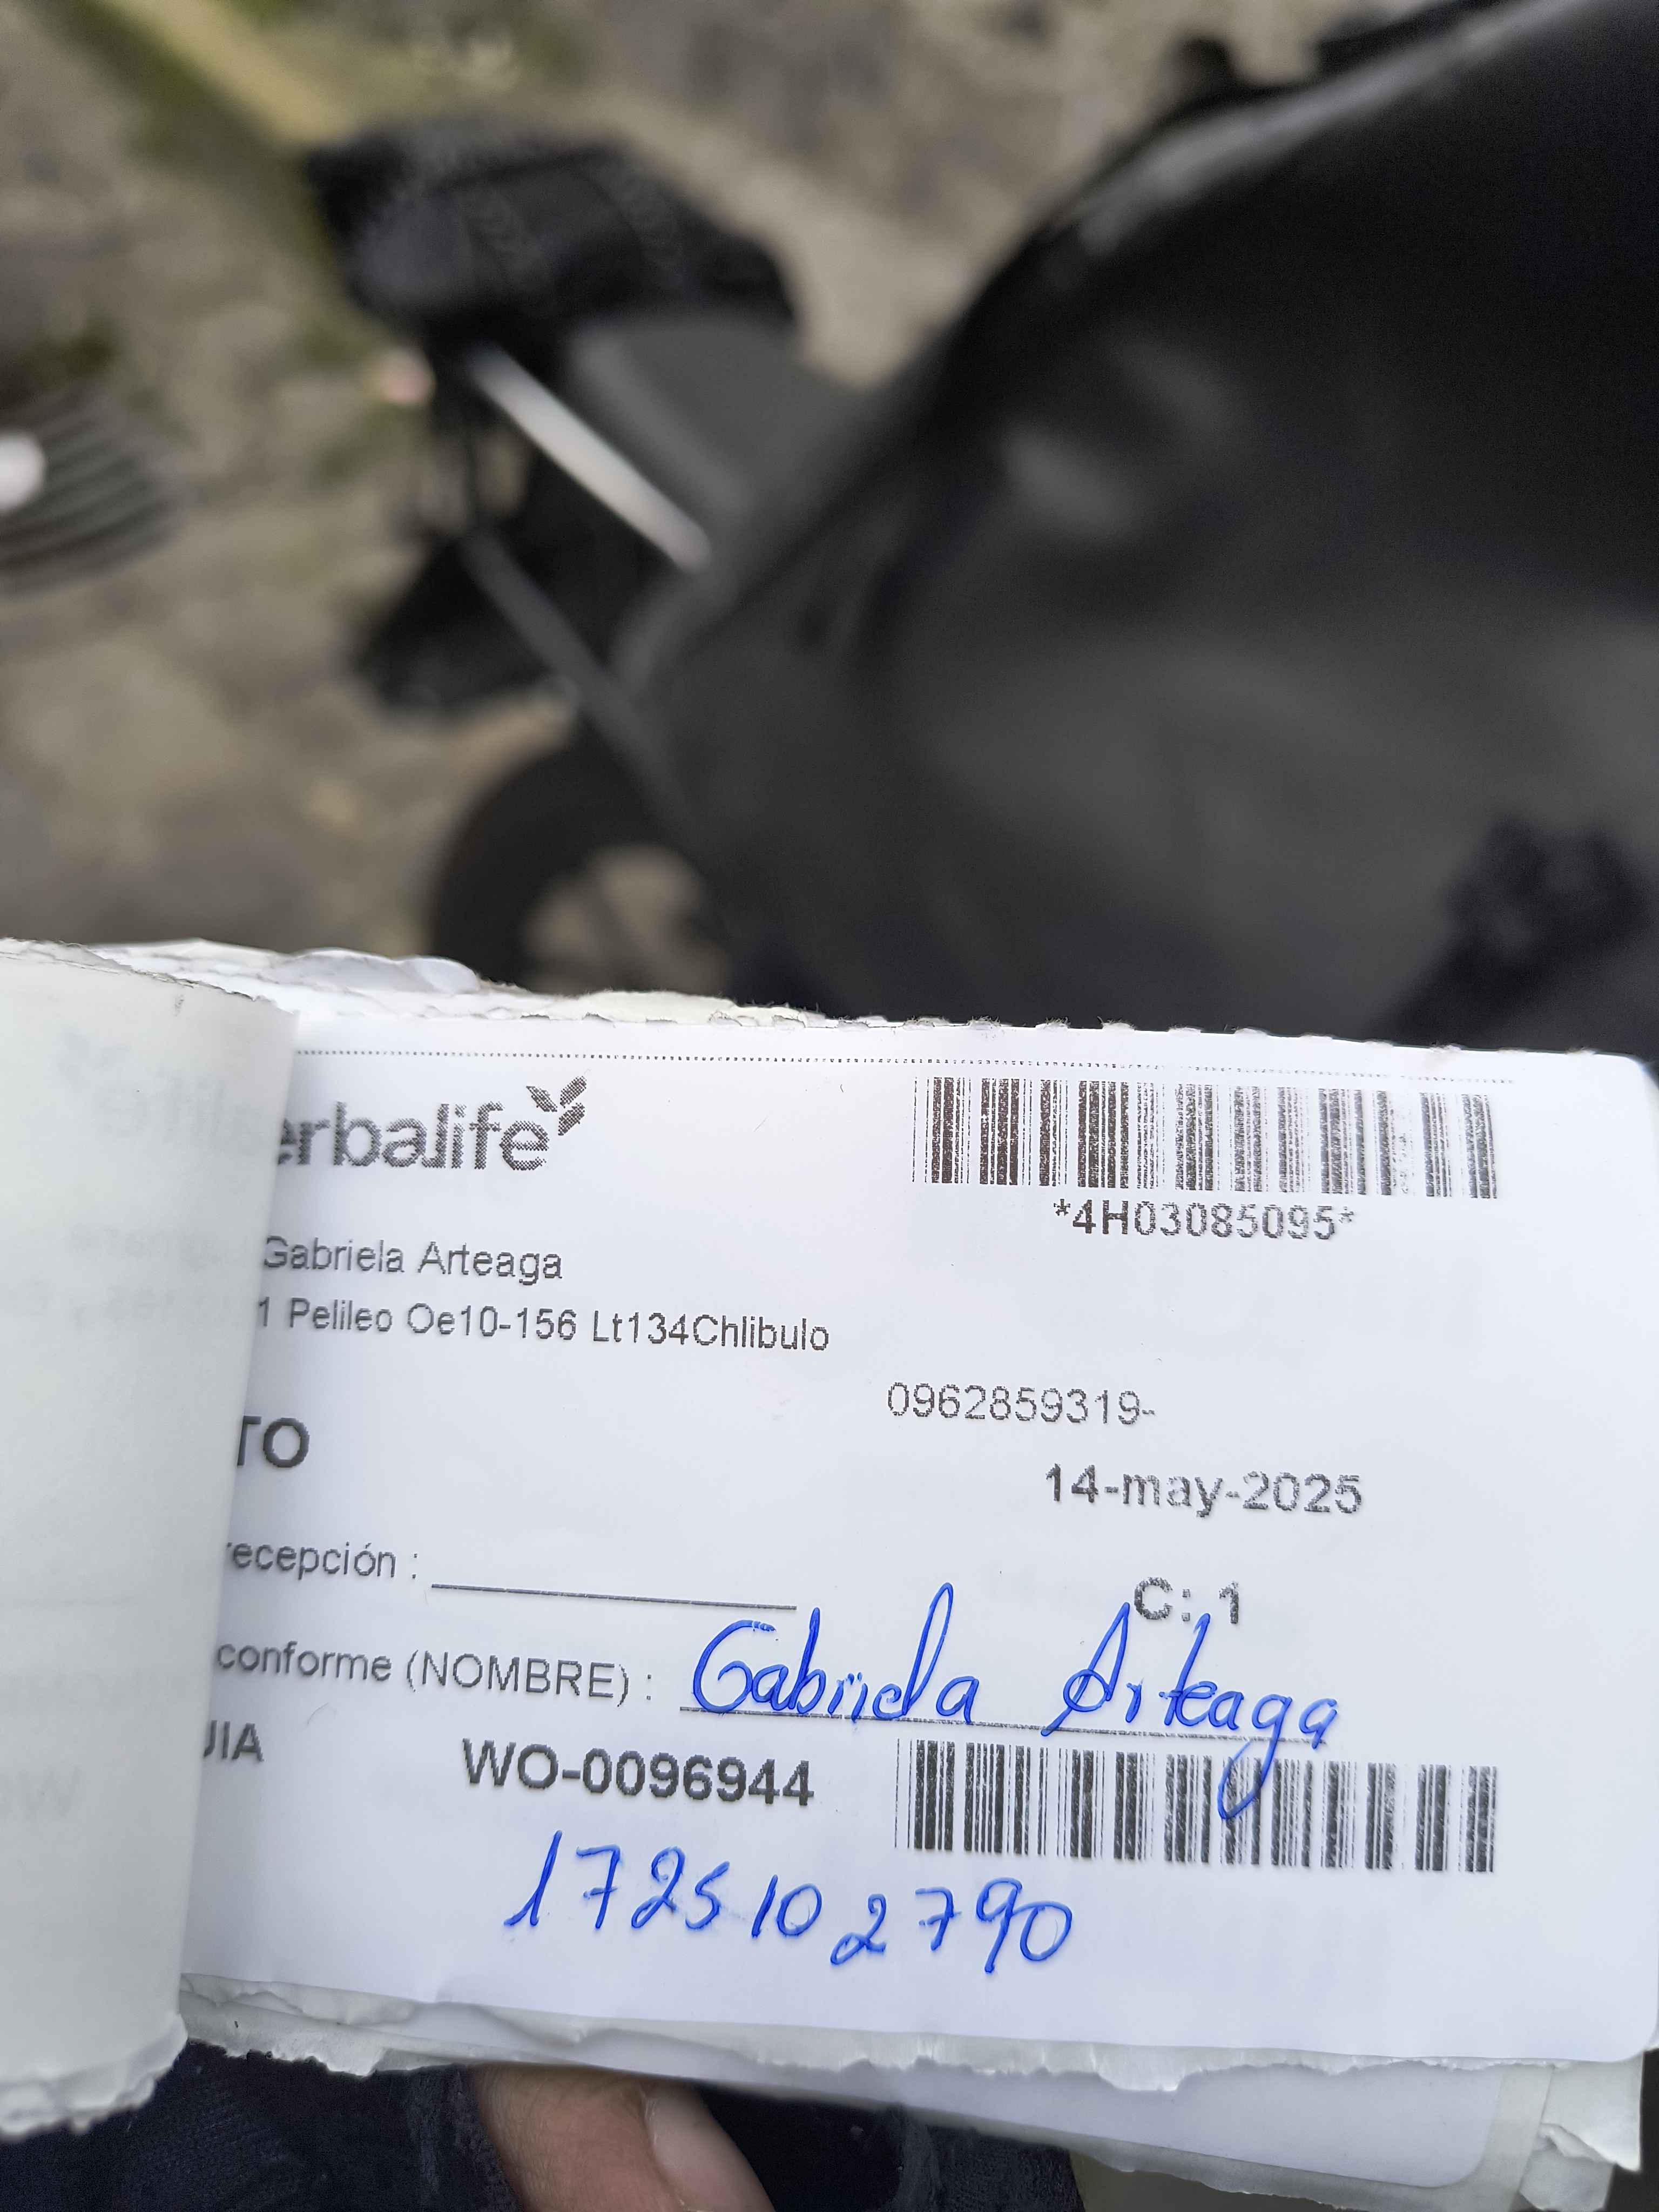 erbalife
*4H03085095*
Gabriela Arteaga
1 Pelileo Oe10-156 Lt134Chlibulo
0962859319-
TO
14-may-2025
recepción :
C: 1
conforme (NOMBRE) : Gabriela Arteaga
UIA WO-0096944
1725102790